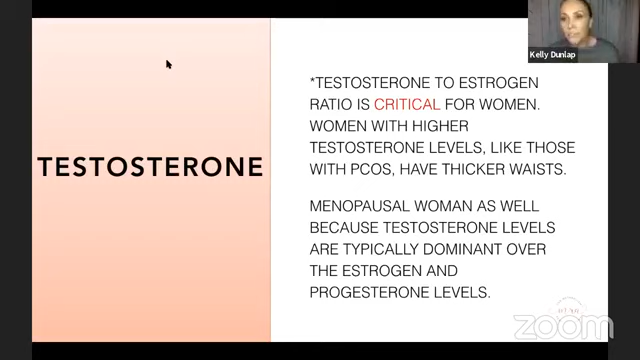 Kelly Dunlap
TESTOSTERONE
*TESTOSTERONE TO ESTROGEN
RATIO IS CRITICAL FOR WOMEN.
WOMEN WITH HIGHER
TESTOSTERONE LEVELS, LIKE THOSE
WITH PCOS, HAVE THICKER WAISTS.
MENOPAUSAL WOMAN AS WELL
BECAUSE TESTOSTERONE LEVELS
ARE TYPICALLY DOMINANT OVER
THE ESTROGEN AND
PROGESTERONE LEVELS.
zoom